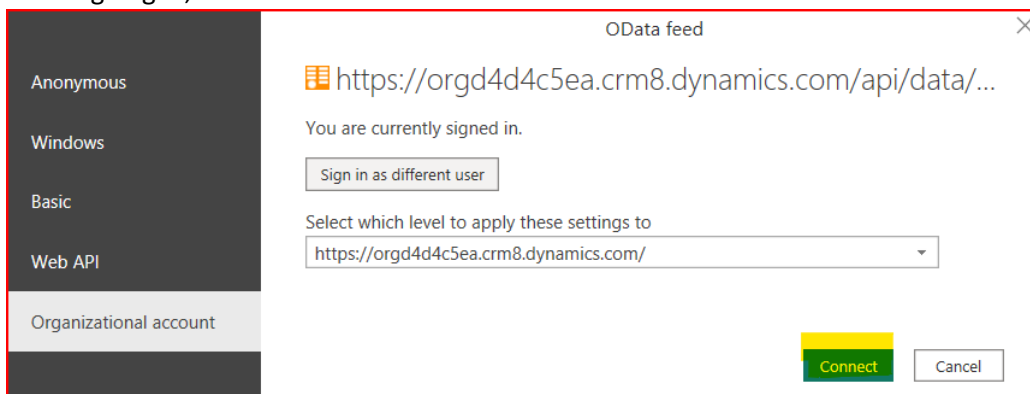 OData feed
Anonymous
https://orgd4d4c5ea.crm8.dynamics.com/api/data/...
Windows
You are currently signed in.
Sign in as different user
Basic
Select which level to apply these settings to
https://orgd4d4c5ea.crm8.dynamics.com/
Web API
Organizational account
Connect
Cancel